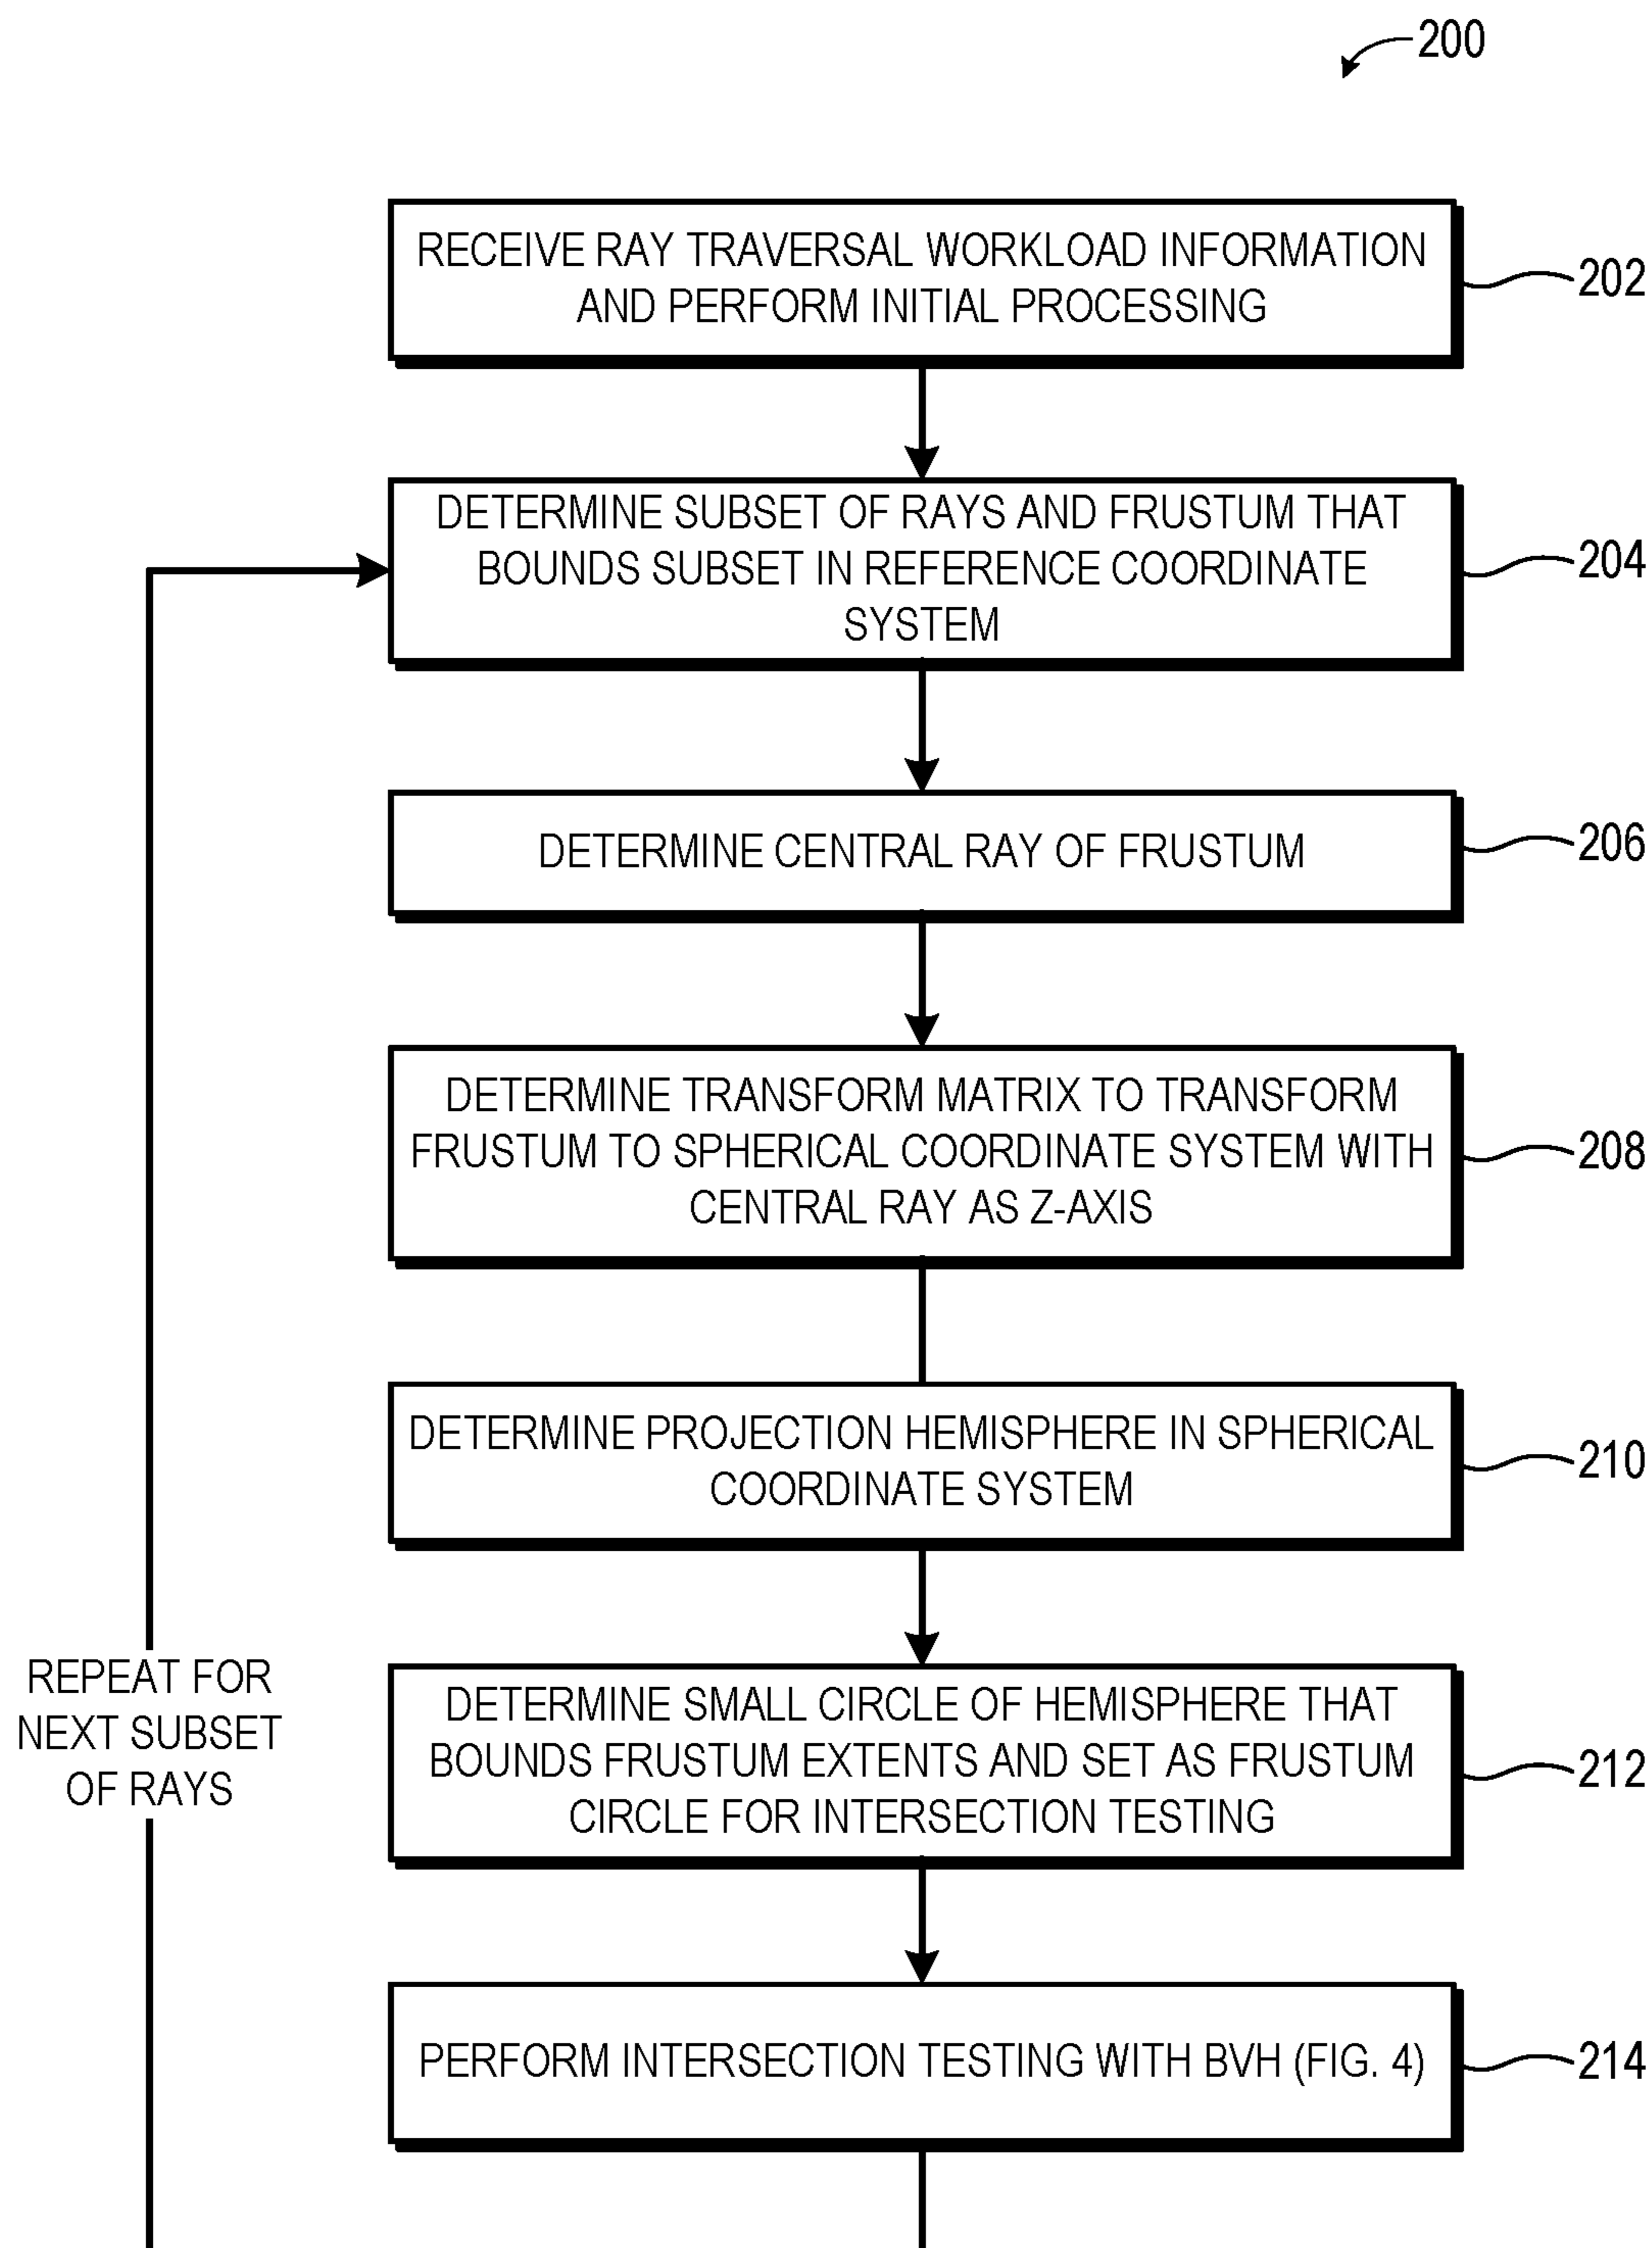 200
RECEIVE RAY TRAVERSAL WORKLOAD INFORMATION
AND PERFORM INITIAL PROCESSING
202
DETERMINE SUBSET OF RAYS AND FRUSTUM THAT
BOUNDS SUBSET IN REFERENCE COORDINATE
SYSTEM
204
DETERMINE CENTRAL RAY OF FRUSTUM
206
DETERMINE TRANSFORM MATRIX TO TRANSFORM
FRUSTUM TO SPHERICAL COORDINATE SYSTEM WITH
CENTRAL RAY AS Z-AXIS
208
DETERMINE PROJECTION HEMISPHERE IN SPHERICAL
COORDINATE SYSTEM
210
REPEAT FOR
NEXT SUBSET
OF RAYS
DETERMINE SMALL CIRCLE OF HEMISPHERE THAT
BOUNDS FRUSTUM EXTENTS AND SET AS FRUSTUM
CIRCLE FOR INTERSECTION TESTING
212
PERFORM INTERSECTION TESTING WITH BVH (FIG. 4)
214